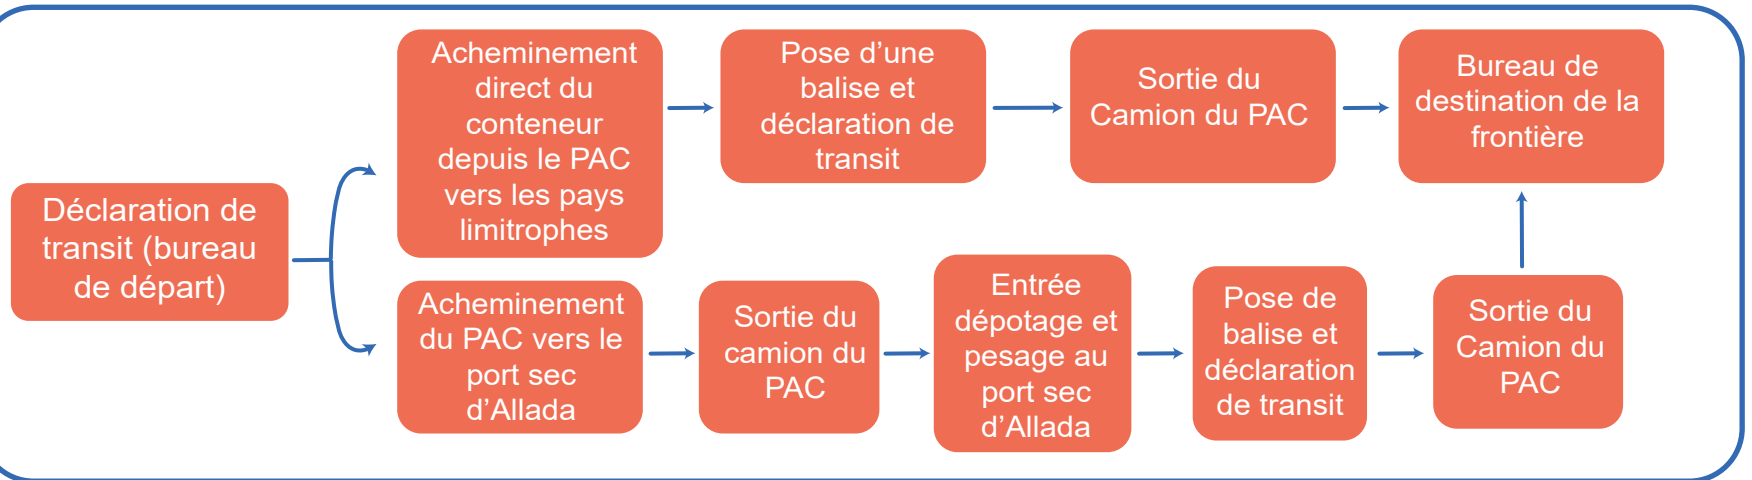 Déclaration de
transit (bureau
de départ)
Acheminement
direct du
conteneur
depuis le PAC
vers les pays
limitrophes
Pose d’une
balise et
déclaration de
transit
Sortie du
Camion du PAC
Bureau de
destination de la
frontière
Acheminement
du PAC vers le
port sec
d’Allada
Sortie du
camion du
PAC
Entrée
dépotage et
pesage au
port sec
d’Allada
Pose de
balise et
déclaration
de transit
Sortie du
Camion du
PAC